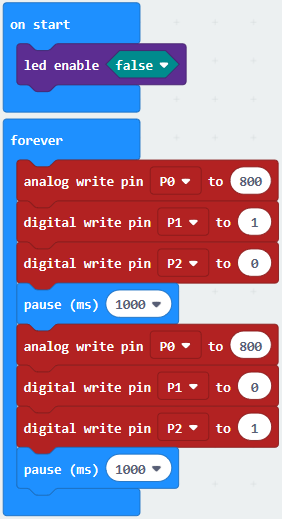 on start
led enable false
forever
analog write pin P0 to 800
digital write pin P1 to 1
digital write pin P2 to 0
pause (ms) 1000
analog write pin P0 to 800
digital write pin P1 to 0
digital write pin P2 to 1
pause (ms) 1000